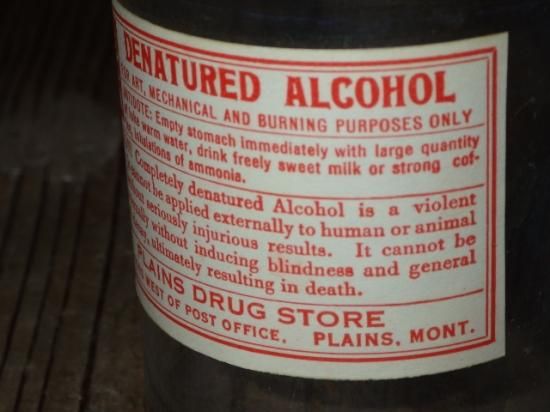 DENATURED ALCOHOL
FOR ART, MECHANICAL AND BURNING PURPOSES ONLY
Empty stomach immediately with large quantity
warm water, drink freely sweet milk or strong cof-
inhalations of ammonia.
Completely denatured Alcohol is a violent
cannot be applied externally to human or animal
seriously injurious results. It cannot be
without inducing blindness and general
ultimately resulting in death.
PLAINS DRUG STORE
WEST OF POST OFFICE, PLAINS, MONT.